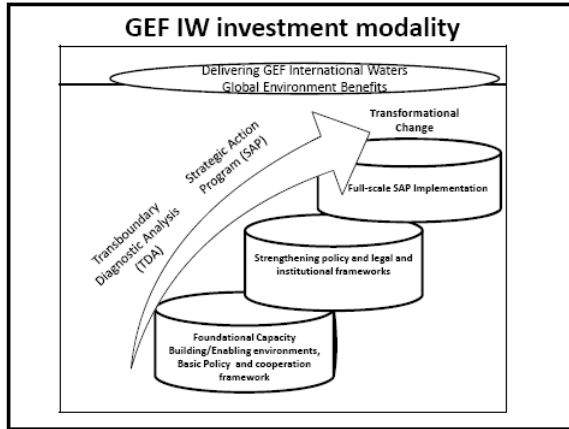 GEF IW investment modality
Delivering GEF International Waters
Global Environment Benefits
Transformational
Change
Strategic Action
Program (SAP)
Full-scale SAP Implementation
Transboundary
Diagnostic Analysis
(TDA)
Strengthening policy and legal and
institutional frameworks
Foundational Capacity
Building/Enabling environments,
Basic Policy and cooperation
framework